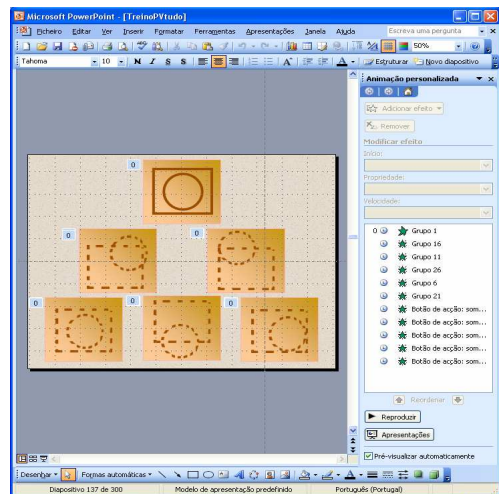 Microsoft PowerPoint - [TreinoPVtudo]
Ficheiro Editar Ver Inserir Formatar Ferramentas Apresentações Janela Ajuda Escreva uma pergunta
50%
Tahoma 10 N I S S A A Estruturar Novo diapositivo
Animação personalizada
Adicionar efeito
Remover
Modificar efeito
Início:
Propriedade:
Velocidade:
0 Grupo 1
Grupo 16
Grupo 11
Grupo 26
Grupo 6
Grupo 21
Botão de acção: som...
Botão de acção: som...
Botão de acção: som...
Botão de acção: som...
Botão de acção: som...
0
0 0
0 0 0
Reordenar
Reproduzir
Apresentações
Pré-visualizar automaticamente
Desenhar Formas automáticas A
Diapositivo 137 de 300 Modelo de apresentação predefinido Português (Portugal)